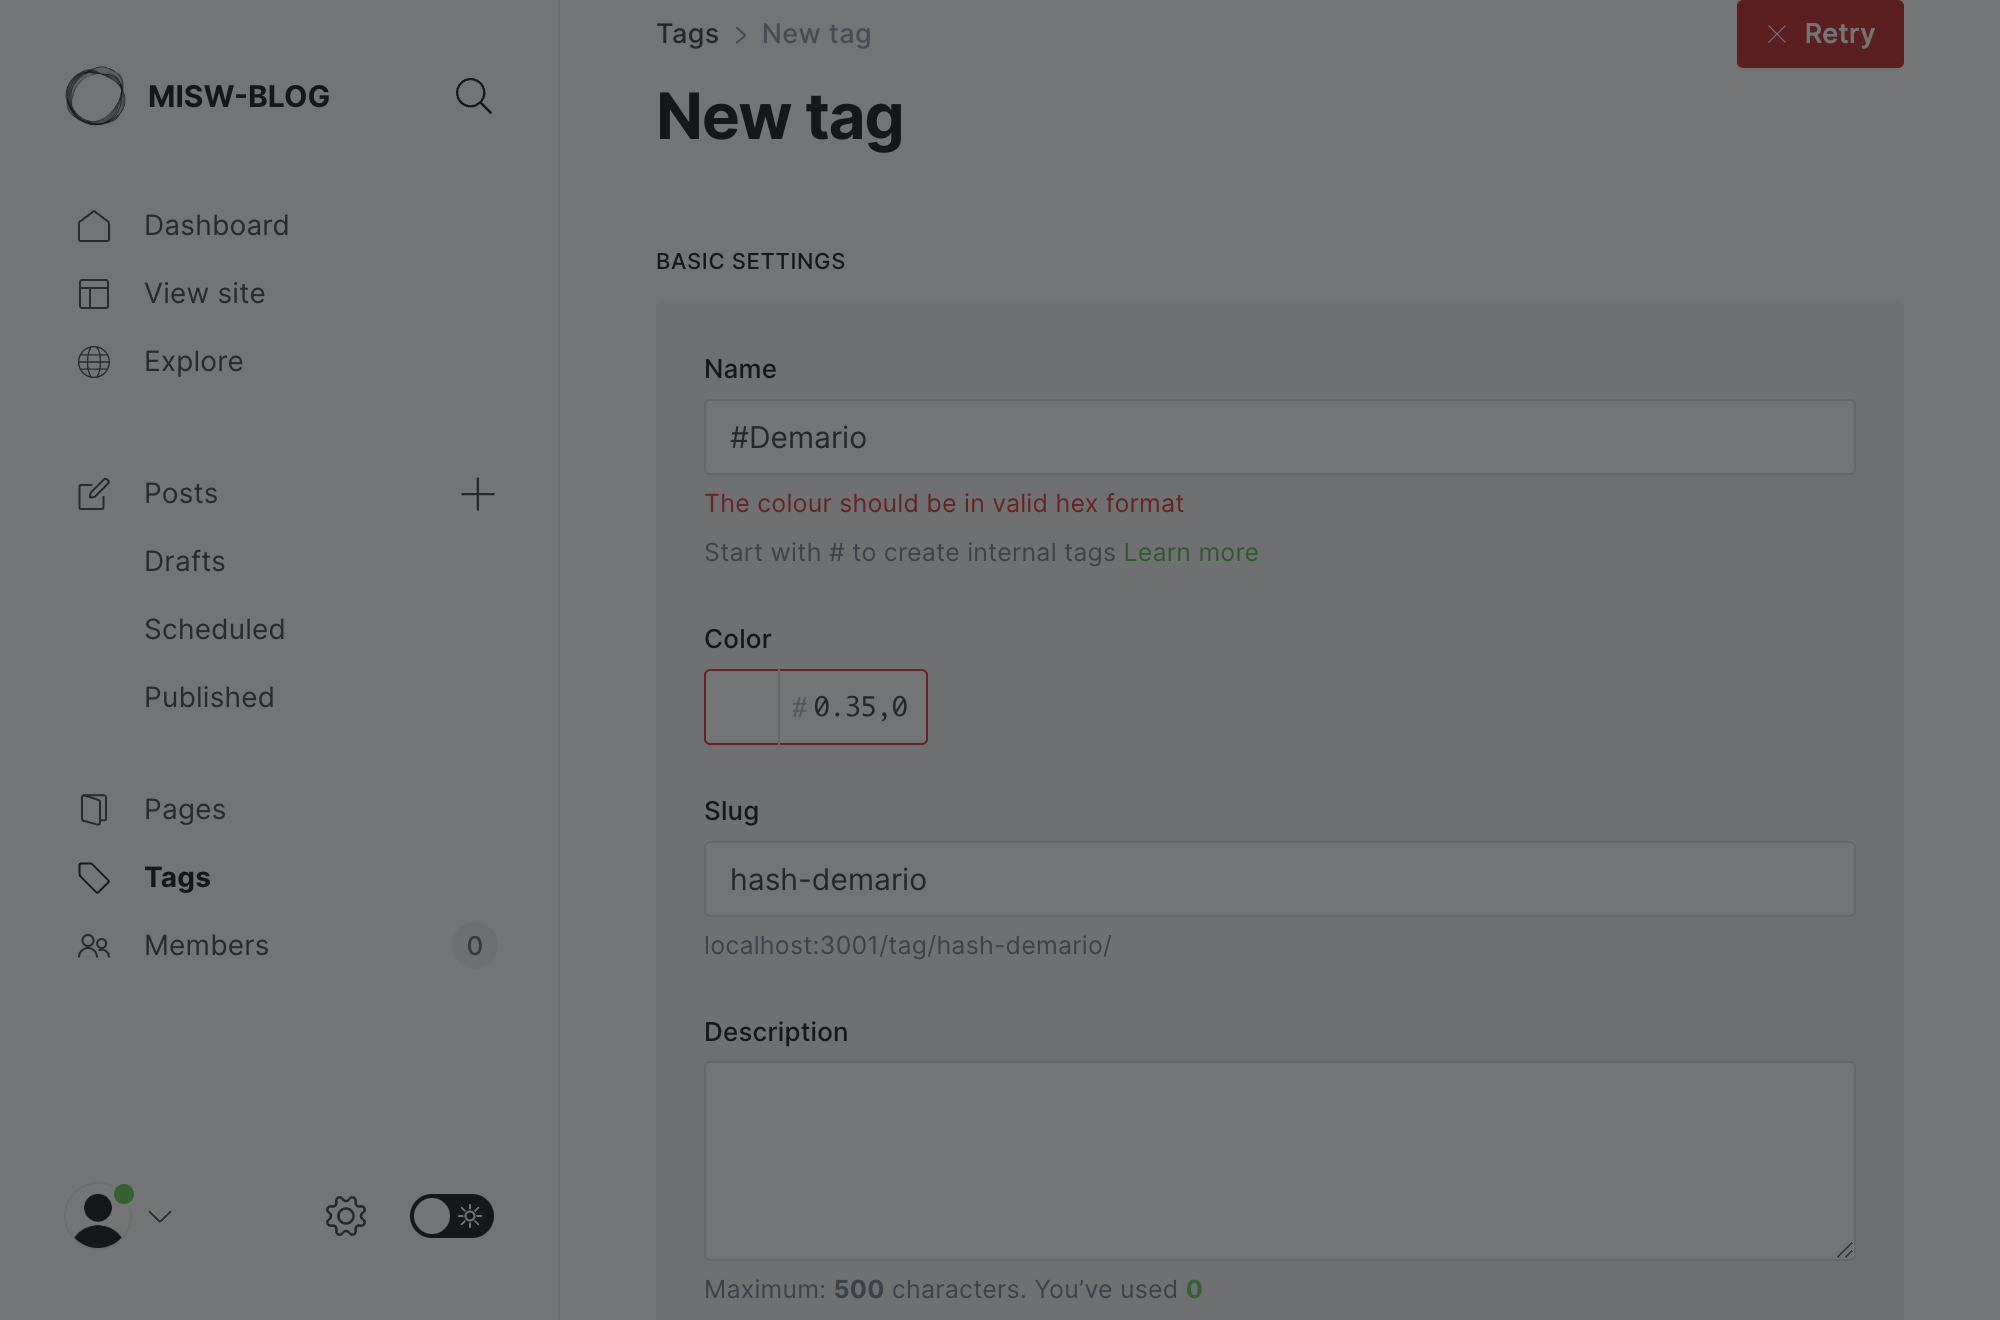 MISW-BLOG
Dashboard
View site
Explore
Posts
Drafts
Scheduled
Published
Pages
Tags
Members 0
Tags > New tag
Retry
New tag
BASIC SETTINGS
Name
#Demario
The colour should be in valid hex format
Start with # to create internal tags Learn more
Color
# 0.35,0
Slug
hash-demario
localhost:3001/tag/hash-demario/
Description
Maximum: 500 characters. You’ve used 0